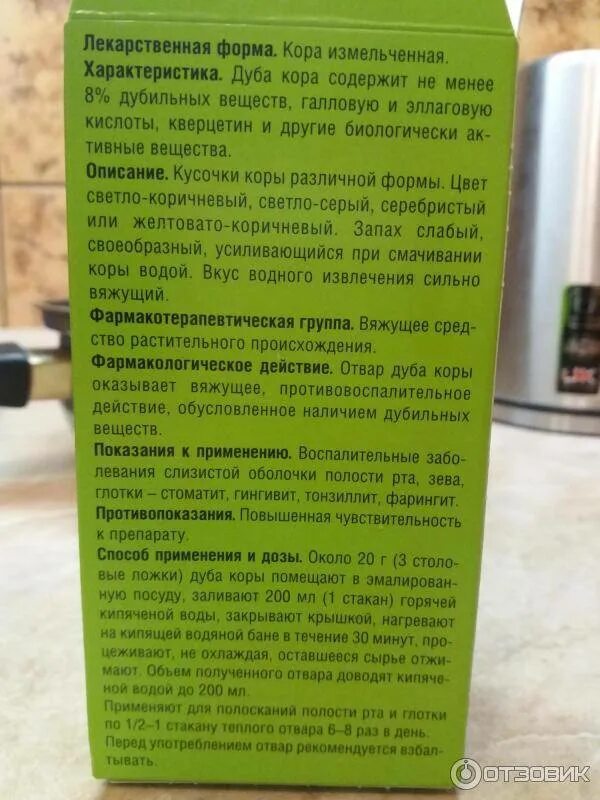 Лекарственная форма. Кора измельченная.
Характеристика. Дуба кора содержит не менее
8% дубильных веществ, галловую и эллаговую
кислоты, кверцетин и другие биологически ак-
тивные вещества.
Описание. Кусочки коры различной формы. Цвет
светло-коричневый, светло-серый, серебристый
или желтовато-коричневый. Запах слабый,
своеобразный, усиливающийся при смачивании
коры водой. Вкус водного извлечения сильно
вяжущий.
Фармакотерапевтическая группа. Вяжущее сред-
ство растительного происхождения.
Фармакологическое действие. Отвар дуба коры
оказывает вяжущее, противовоспалительное
действие, обусловленное наличием дубильных
веществ.
Показания к применению. Воспалительные забо-
левания слизистой оболочки полости рта, зева,
глотки – стоматит, гингивит, тонзиллит, фарингит.
Противопоказания. Повышенная чувствительность
к препарату.
Способ применения и дозы. Около 20 г (3 столо-
вые ложки) дуба коры помещают в эмалирован-
ную посуду, заливают 200 мл (1 стакан) горячей
кипяченой воды, закрывают крышкой, нагревают
на кипящей водяной бане в течение 30 минут, про-
цеживают, не охлаждая, оставшееся сырье отжи-
мают. Объем полученного отвара доводят кипяче-
ной водой до 200 мл.
Применяют для полосканий полости рта и глотки
по 1/2–1 стакану теплого отвара 6–8 раз в день.
Перед употреблением отвар рекомендуется взбал-
тывать.
ОТЗОВИК